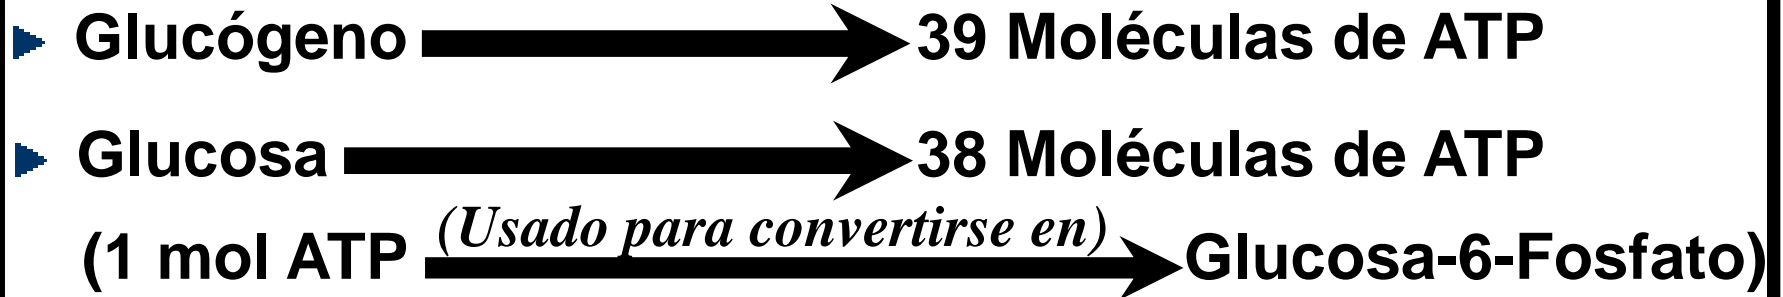 Glucógeno 39 Moléculas de ATP
Glucosa 38 Moléculas de ATP
(1 mol ATP (Usado para convertirse en) Glucosa-6-Fosfato)